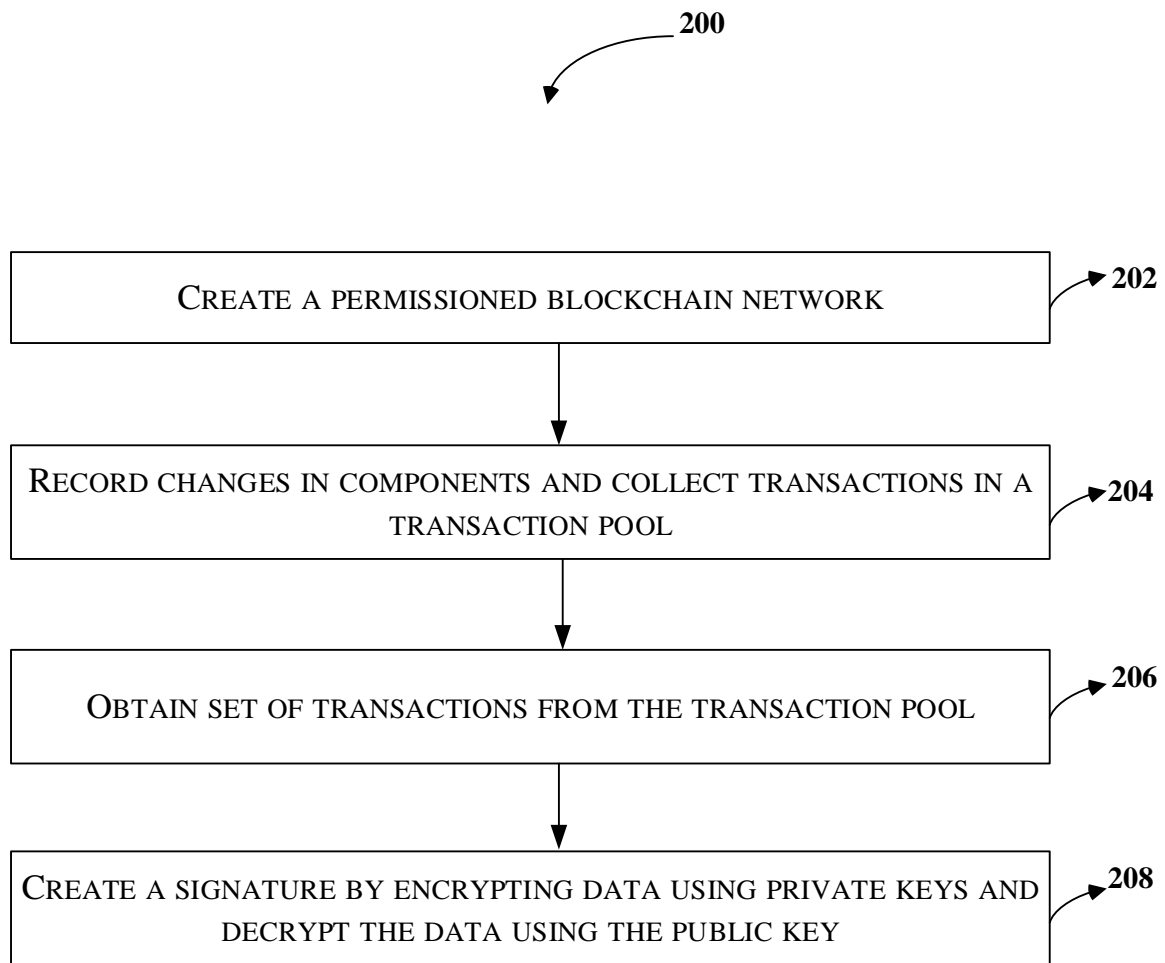 200
CREATE A PERMISSIONED BLOCKCHAIN NETWORK
202
RECORD CHANGES IN COMPONENTS AND COLLECT TRANSACTIONS IN A
TRANSACTION POOL
204
OBTAIN SET OF TRANSACTIONS FROM THE TRANSACTION POOL
206
CREATE A SIGNATURE BY ENCRYPTING DATA USING PRIVATE KEYS AND
DECRYPT THE DATA USING THE PUBLIC KEY
208